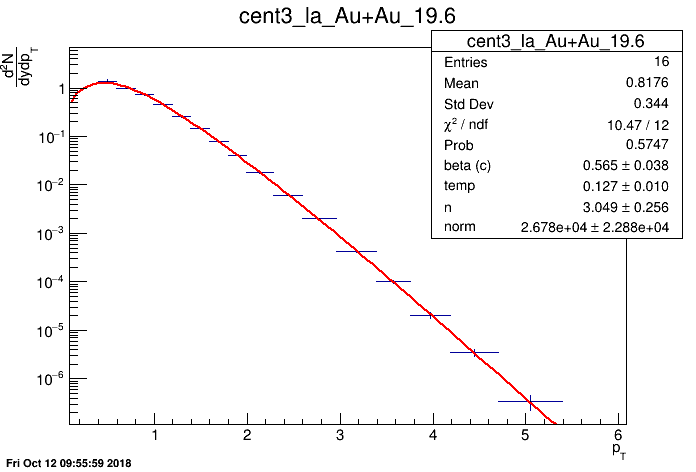 cent3_la_Au+Au_19.6
d²N
dydp_T
cent3_la_Au+Au_19.6
Entries 16
Mean 0.8176
Std Dev 0.344
χ² / ndf 10.47 / 12
Prob 0.5747
beta (c) 0.565 ± 0.038
temp 0.127 ± 0.010
n 3.049 ± 0.256
norm 2.678e+04 ± 2.288e+04
1
10⁻¹
10⁻²
10⁻³
10⁻⁴
10⁻⁵
10⁻⁶
1 2 3 4 5 6
p_T
Fri Oct 12 09:55:59 2018